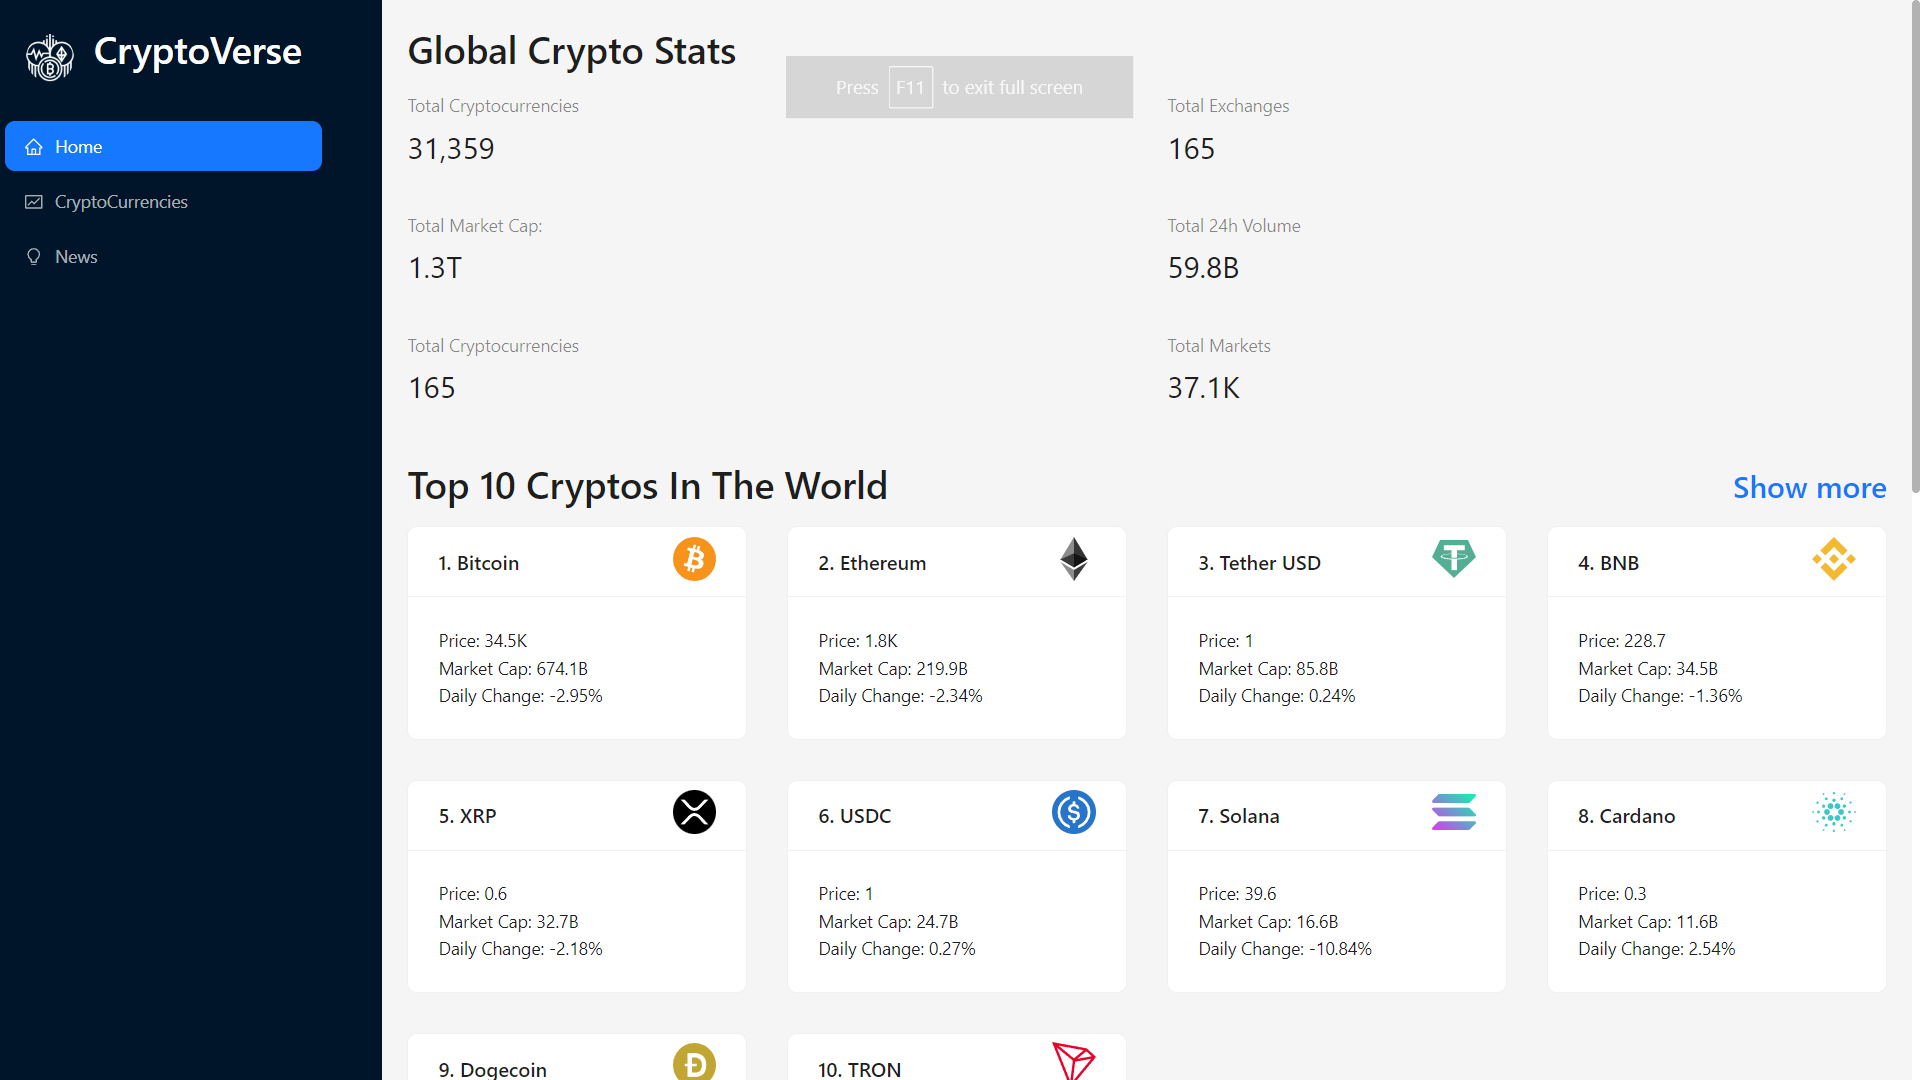 CryptoVerse
Home
CryptoCurrencies
News
Global Crypto Stats
Press F11 to exit full screen
Total Cryptocurrencies
31,359
Total Exchanges
165
Total Market Cap:
1.3T
Total 24h Volume
59.8B
Total Cryptocurrencies
165
Total Markets
37.1K
Top 10 Cryptos In The World
Show more
1. Bitcoin
Price: 34.5K
Market Cap: 674.1B
Daily Change: -2.95%
2. Ethereum
Price: 1.8K
Market Cap: 219.9B
Daily Change: -2.34%
3. Tether USD
Price: 1
Market Cap: 85.8B
Daily Change: 0.24%
4. BNB
Price: 228.7
Market Cap: 34.5B
Daily Change: -1.36%
5. XRP
Price: 0.6
Market Cap: 32.7B
Daily Change: -2.18%
6. USDC
Price: 1
Market Cap: 24.7B
Daily Change: 0.27%
7. Solana
Price: 39.6
Market Cap: 16.6B
Daily Change: -10.84%
8. Cardano
Price: 0.3
Market Cap: 11.6B
Daily Change: 2.54%
9. Dogecoin
10. TRON